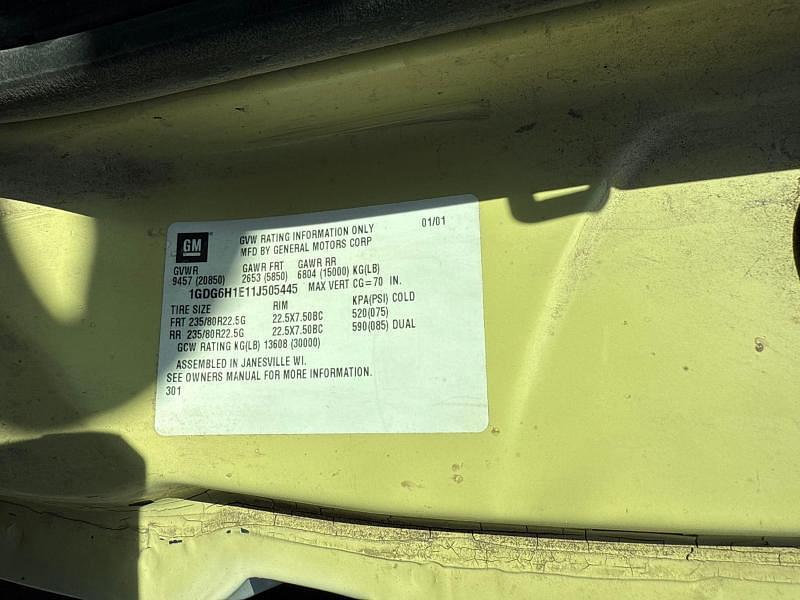 GM
GVW RATING INFORMATION ONLY 01/01
MFD BY GENERAL MOTORS CORP
GVWR GAWR FRT GAWR RR
9457 (20850) 2653 (5850) 6804 (15000) KG(LB)
1GDG6H1E11J505445 MAX VERT CG=70 IN.
TIRE SIZE RIM KPA(PSI) COLD
FRT 235/80R22.5G 22.5X7.50BC 520(075)
RR 235/80R22.5G 22.5X7.50BC 590(085) DUAL
GCW RATING KG(LB) 13608 (30000)
ASSEMBLED IN JANESVILLE WI.
SEE OWNERS MANUAL FOR MORE INFORMATION.
301